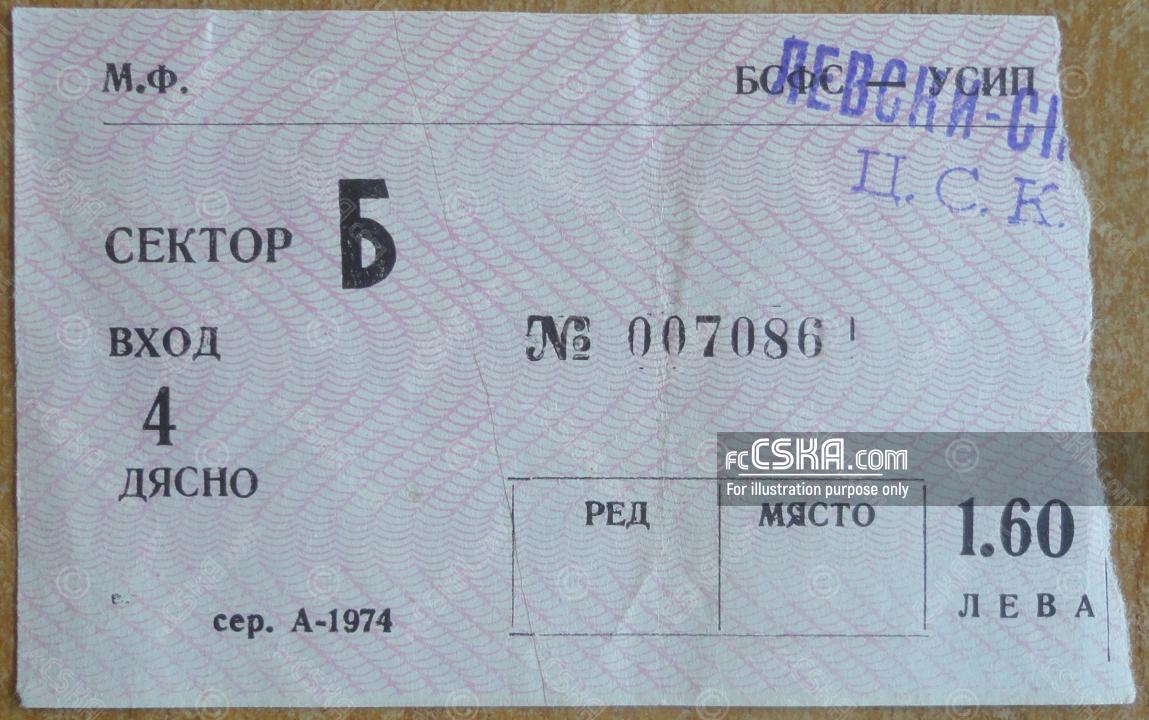 М.Ф.
БСФС — УСИП
ЛЕВСКИ-СП
Ц. С. К.
СЕКТОР Б
ВХОД
№ 007086
4
ДЯСНО
fcCSKA.com
For illustration purpose only
РЕД МЯСТО
1.60
ЛЕВА
сер. А-1974